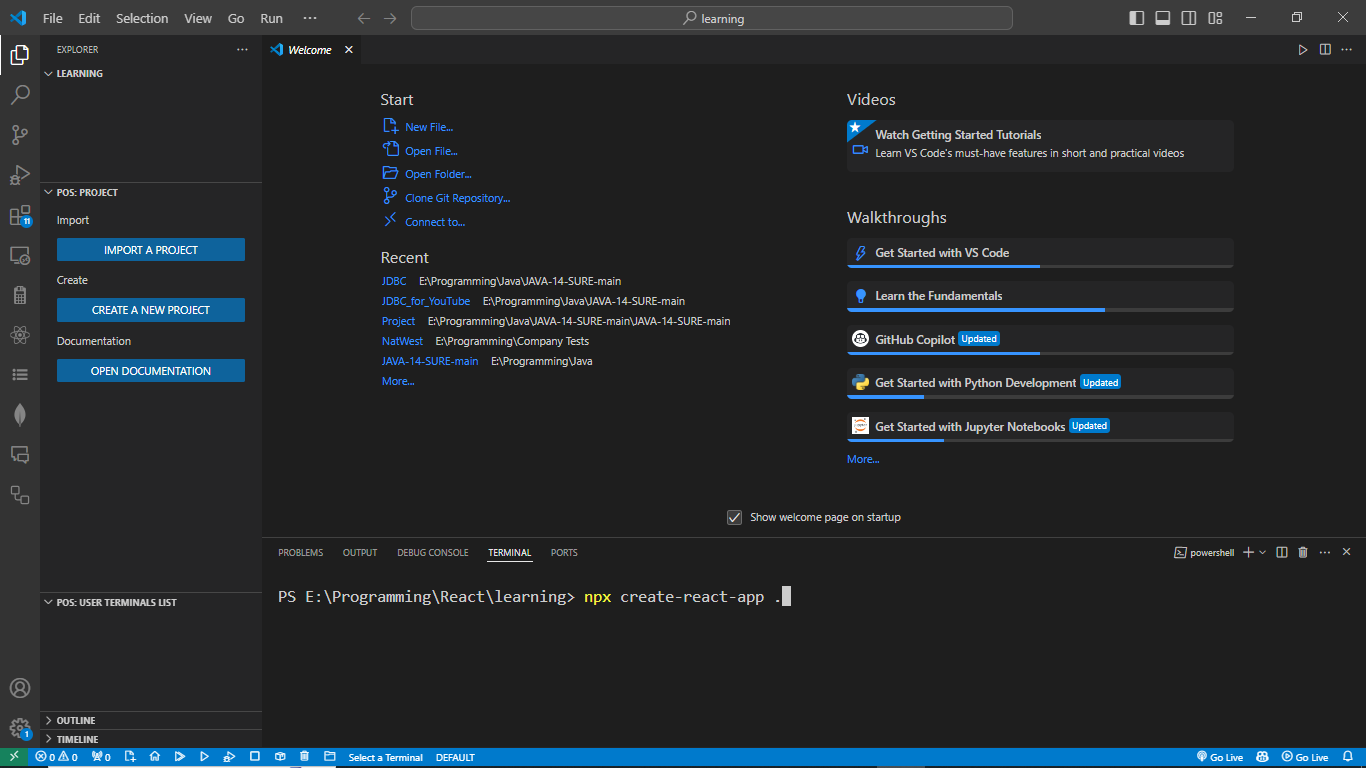 File Edit Selection View Go Run ···
learning
EXPLORER
LEARNING
POS: PROJECT
Import
IMPORT A PROJECT
Create
CREATE A NEW PROJECT
Documentation
OPEN DOCUMENTATION
POS: USER TERMINALS LIST
OUTLINE
TIMELINE
11
1
Welcome
Start
New File...
Open File...
Open Folder...
Clone Git Repository...
Connect to...
Recent
JDBC E:\Programming\Java\JAVA-14-SURE-main
JDBC_for_YouTube E:\Programming\Java\JAVA-14-SURE-main
Project E:\Programming\Java\JAVA-14-SURE-main\JAVA-14-SURE-main
NatWest E:\Programming\Company Tests
JAVA-14-SURE-main E:\Programming\Java
More...
Videos
Watch Getting Started Tutorials
Learn VS Code's must-have features in short and practical videos
Walkthroughs
Get Started with VS Code
Learn the Fundamentals
GitHub Copilot Updated
Get Started with Python Development Updated
Get Started with Jupyter Notebooks Updated
More...
Show welcome page on startup
PROBLEMS OUTPUT DEBUG CONSOLE TERMINAL PORTS
powershell
PS E:\Programming\React\learning> npx create-react-app .
0 0 0 Select a Terminal DEFAULT Go Live Go Live